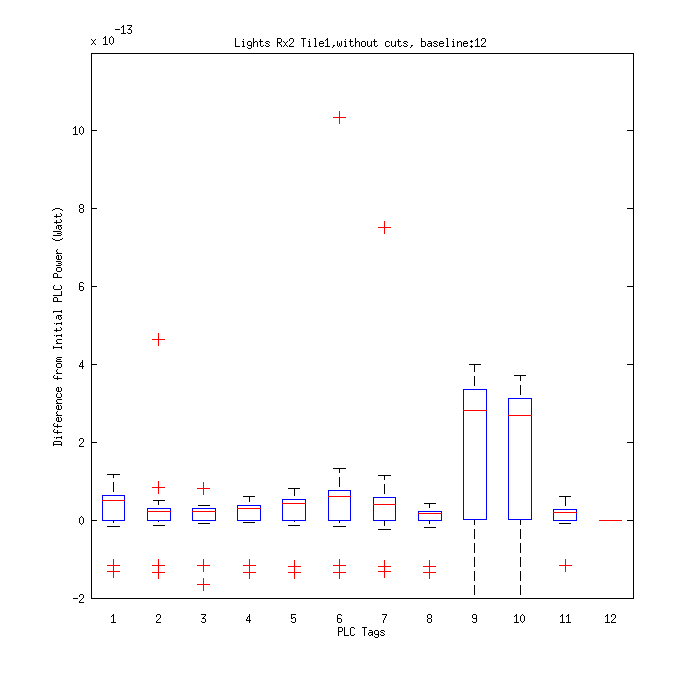 x 10^-13
Lights Rx2 Tile1,without cuts, baseline:12
10
8
6
4
2
0
-2
Difference from Initial PLC Power (Watt)
1 2 3 4 5 6 7 8 9 10 11 12
PLC Tags